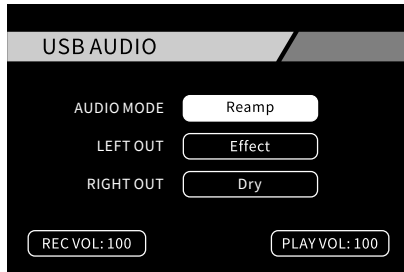 USB AUDIO
AUDIO MODE Reamp
LEFT OUT Effect
RIGHT OUT Dry
REC VOL: 100 PLAY VOL: 100